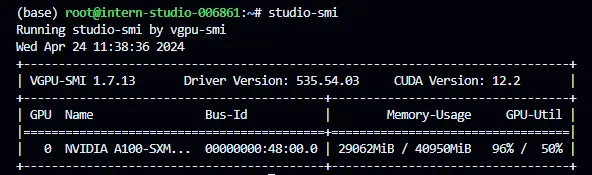 (base) root@intern-studio-006861:~# studio-smi
Running studio-smi by vgpu-smi
Wed Apr 24 11:38:36 2024
+------------------------------------------------------------------------------+
| VGPU-SMI 1.7.13       Driver Version: 535.54.03     CUDA Version: 12.2       |
+-------------------------------------------+----------------------------------+
| GPU  Name                Bus-Id           |        Memory-Usage     GPU-Util |
|===========================================+==================================|
|   0  NVIDIA A100-SXM...  00000000:48:00.0 | 29062MiB / 40950MiB   96% /  50% |
+-------------------------------------------+----------------------------------+